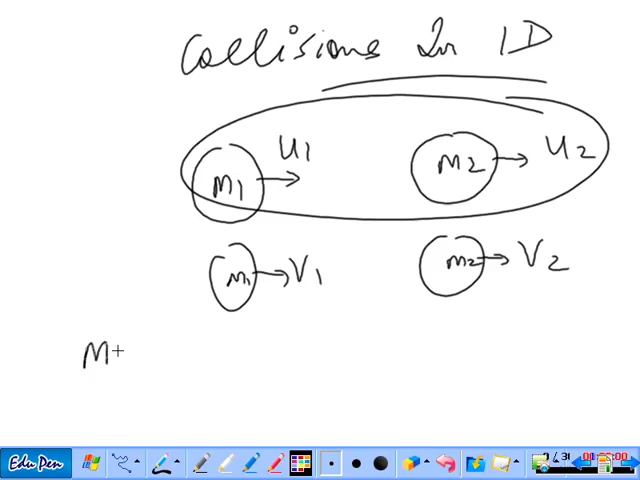 Collisions In 1D
M1 U1 M2 U2
M1 V1 M2 V2
M
Edu Pen